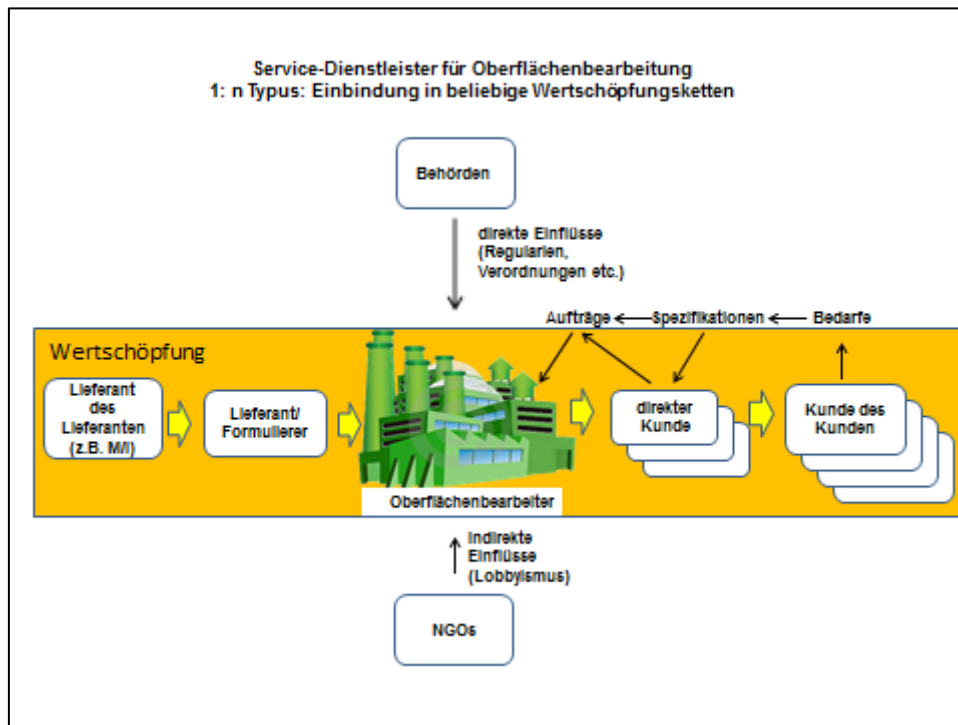 Service-Dienstleister für Oberflächenbearbeitung
1: n Typus: Einbindung in beliebige Wertschöpfungsketten
Behörden
direkte Einflüsse
(Regularien,
Verordnungen etc.)
Aufträge
Spezifikationen
Bedarfe
Wertschöpfung
Lieferant
des
Lieferanten
(z.B. M/I)
Lieferant/
Formulierer
direkter
Kunde
Kunde des
Kunden
Oberflächenbearbeiter
Indirekte
Einflüsse
(Lobbyismus)
NGOs